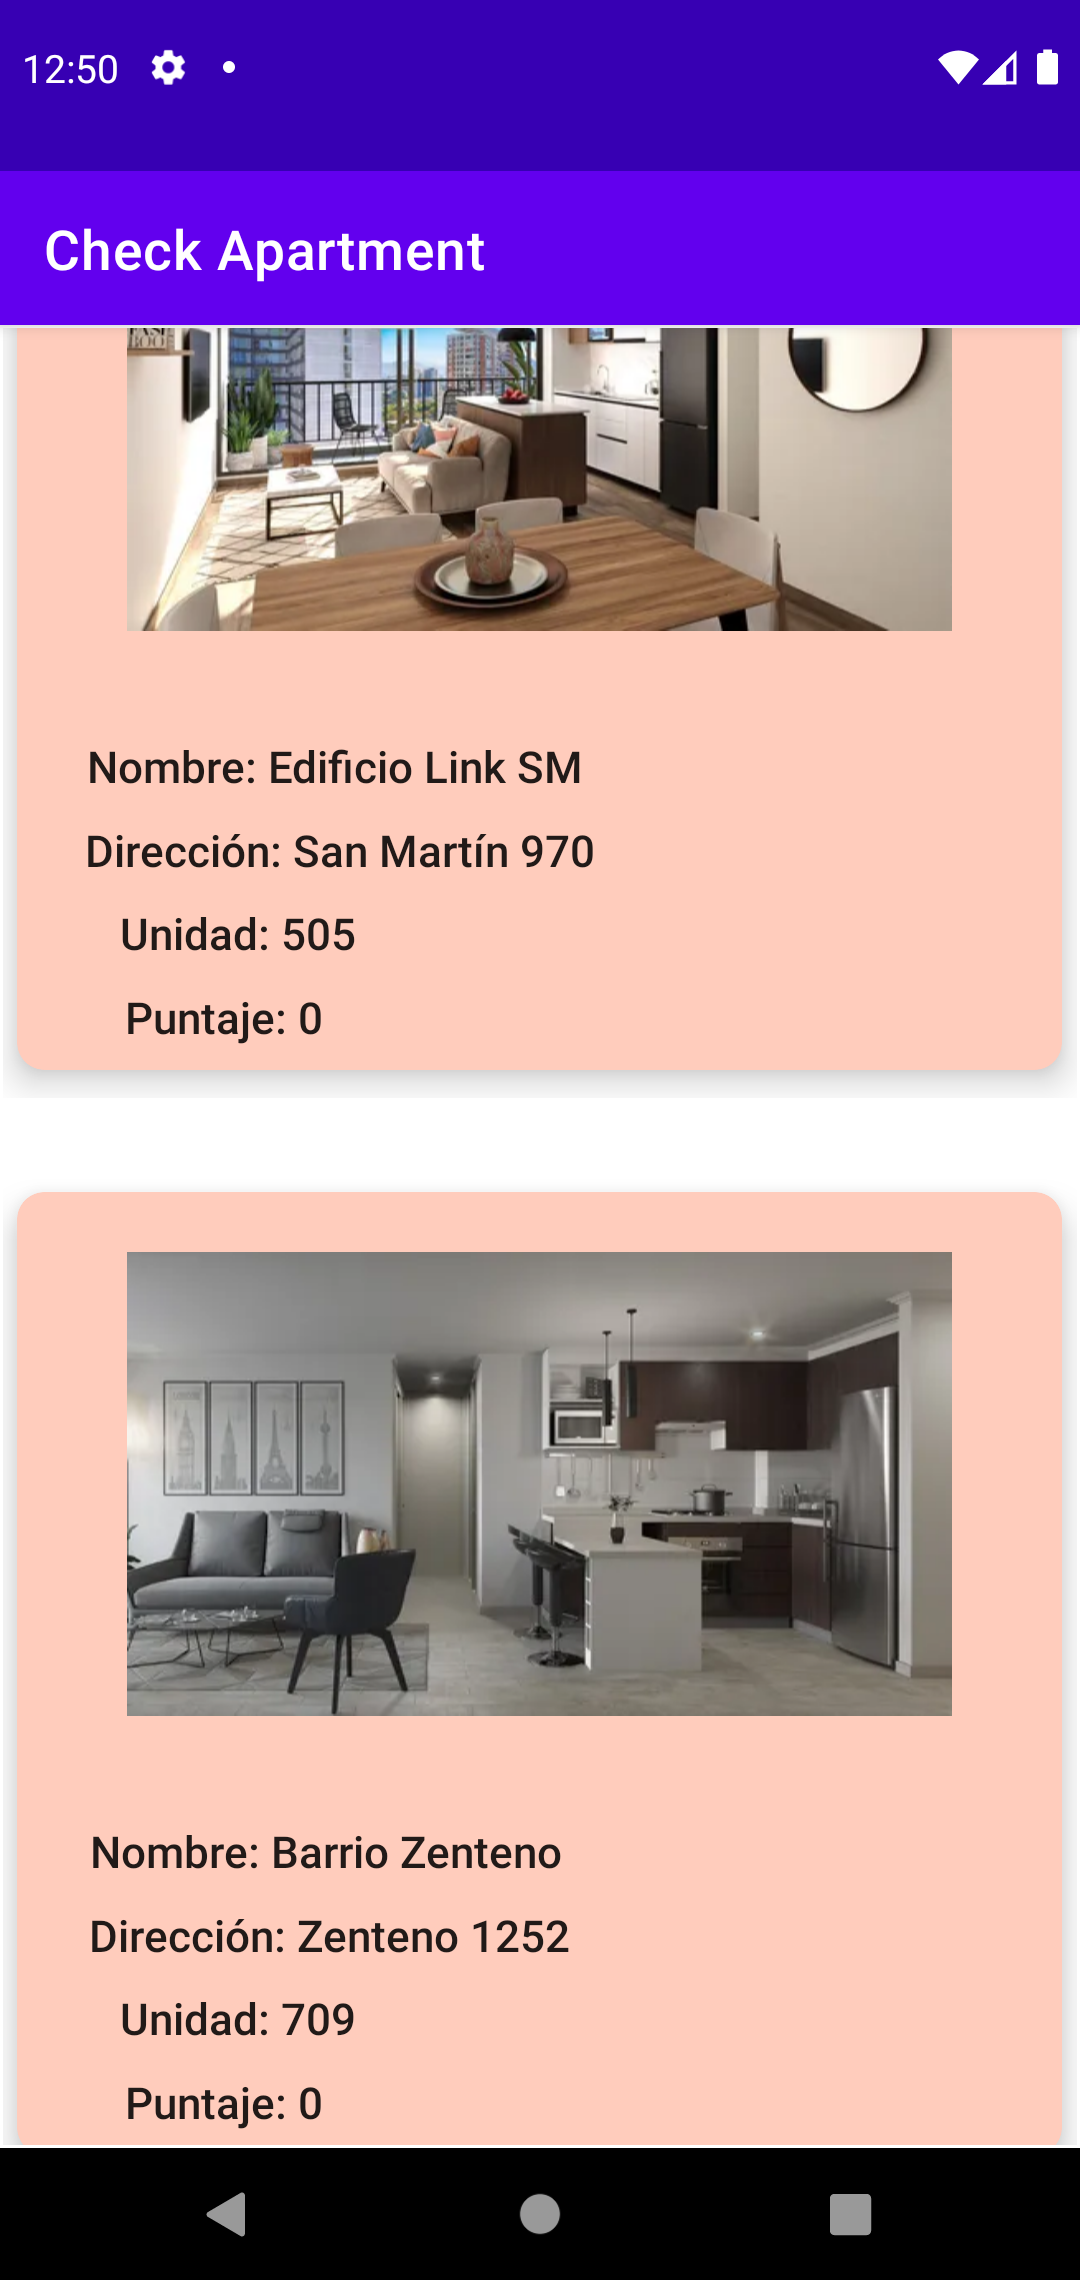 12:50
Check Apartment
Nombre: Edificio Link SM
Dirección: San Martín 970
Unidad: 505
Puntaje: 0
Nombre: Barrio Zenteno
Dirección: Zenteno 1252
Unidad: 709
Puntaje: 0